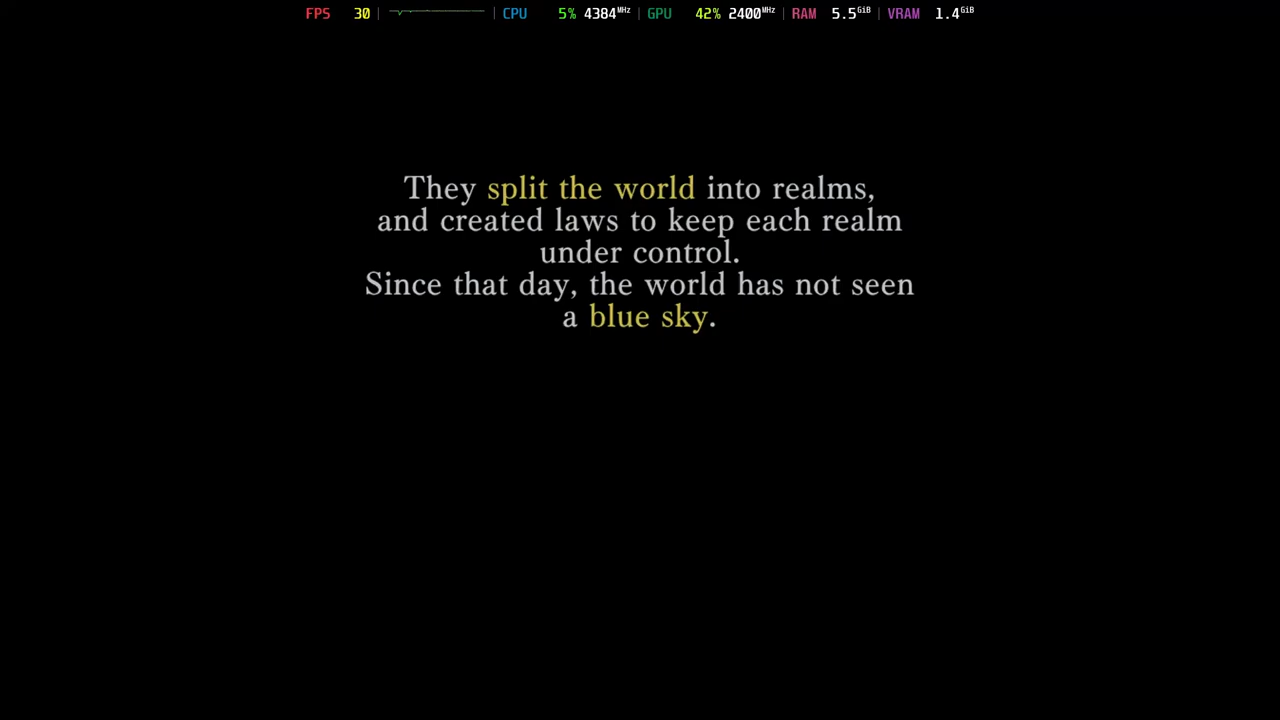 FPS 30 CPU 5% 4384MHz GPU 42% 2400MHz RAM 5.5GiB VRAM 1.4GiB
They split the world into realms,
and created laws to keep each realm
under control.
Since that day, the world has not seen
a blue sky.